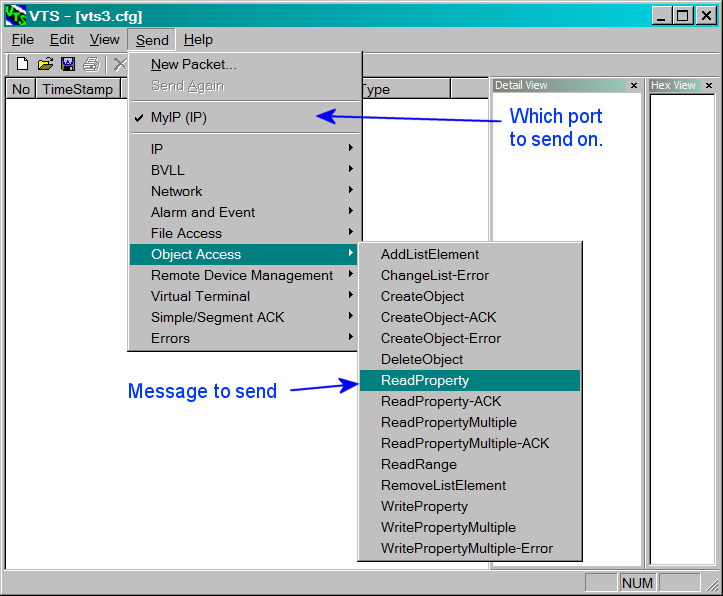 VTS - [vts3.cfg]
File Edit View Send Help
No TimeStamp Type
Detail View
Hex View
New Packet...
Send Again
MyIP (IP)
Which port
to send on.
IP
BVLL
Network
Alarm and Event
File Access
Object Access
Remote Device Management
Virtual Terminal
Simple/Segment ACK
Errors
AddListElement
ChangeList-Error
CreateObject
CreateObject-ACK
CreateObject-Error
DeleteObject
ReadProperty
ReadProperty-ACK
ReadPropertyMultiple
ReadPropertyMultiple-ACK
ReadRange
RemoveListElement
WriteProperty
WritePropertyMultiple
WritePropertyMultiple-Error
Message to send
NUM